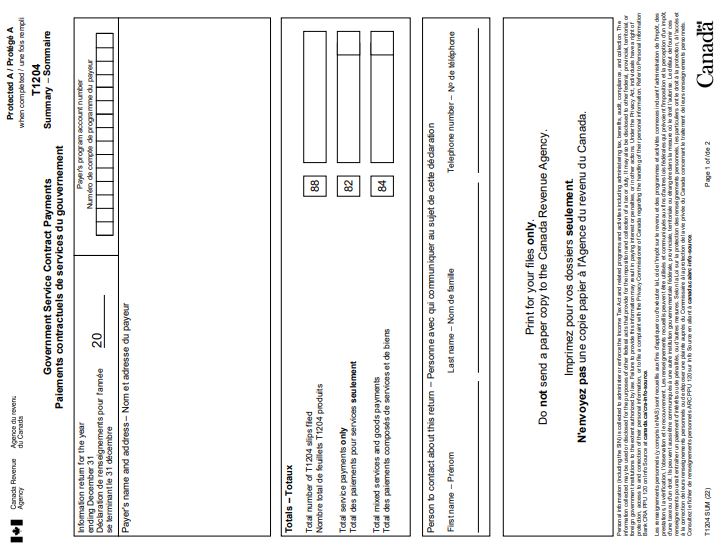 Canada Revenue Agency
Agence du revenu du Canada
Protected A / Protégé A
when completed / une fois rempli
T1204
Summary – Sommaire
Government Service Contract Payments
Paiements contractuels de services du gouvernement
Information return for the year
ending December 31
Déclaration de renseignements pour l'année
se terminant le 31 décembre
20
Payer's program account number
Numéro de compte de programme du payeur
Payer's name and address – Nom et adresse du payeur
Totals – Totaux
Total number of T1204 slips filed
Nombre total de feuillets T1204 produits
88
Total service payments only
Total des paiements pour services seulement
82
Total mixed services and goods payments
Total des paiements composés de services et de biens
84
Person to contact about this return – Personne avec qui communiquer au sujet de cette déclaration
First name – Prénom
Last name – Nom de famille
Telephone number – Nº de téléphone
Print for your files only.
Do not send a paper copy to the Canada Revenue Agency.
Imprimez pour vos dossiers seulement.
N'envoyez pas une copie papier à l'Agence du revenu du Canada.
Personal information (including the SIN) is collected to administer or enforce the Income Tax Act and related programs and activities including administering tax, benefits, audit, compliance, and collection. The
information collected may be used or disclosed for the purposes of other federal acts that provide for the imposition and collection of a tax or duty. It may also be disclosed to other federal, provincial, territorial, or
foreign government institutions to the extent authorized by law. Failure to provide this information may result in paying interest or penalties, or in other actions. Under the Privacy Act, individuals have a right of
protection, access to and correction of their personal information, or to file a complaint with the Privacy Commissioner of Canada regarding the handling of their personal information. Refer to Personal Information
Bank CRA PPU 120 on Info Source at canada.ca/cra-info-source.
Les renseignements personnels (y compris le NAS) sont recueillis aux fins d'appliquer ou d'exécuter la Loi de l'impôt sur le revenu et des programmes et activités connexes incluant l'administration de l'impôt, des
prestations, la vérification, l'observation et le recouvrement. Les renseignements recueillis peuvent être utilisés et communiqués aux fins d'autres lois fédérales qui prévoient l'imposition et la perception d'un impôt,
d'une taxe ou d'un droit. Ils peuvent aussi être communiqués à une autre institution gouvernementale fédérale, provinciale, territoriale ou étrangère dans la mesure où le droit l'autorise. Le défaut de fournir ces
renseignements pourrait entraîner un paiement d'intérêts ou de pénalités, ou d'autres mesures. Selon la Loi sur la protection des renseignements personnels, les particuliers ont le droit à la protection, à l'accès et
à la correction de leurs renseignements personnels ou de déposer une plainte auprès du Commissaire à la protection de la vie privée du Canada concernant le traitement de leurs renseignements personnels.
Consultez le fichier de renseignements ARC PPU 120 sur Info Source en allant à canada.ca/arc-info-source.
T1204 SUM (22)
Page 1 of/de 2
Canada